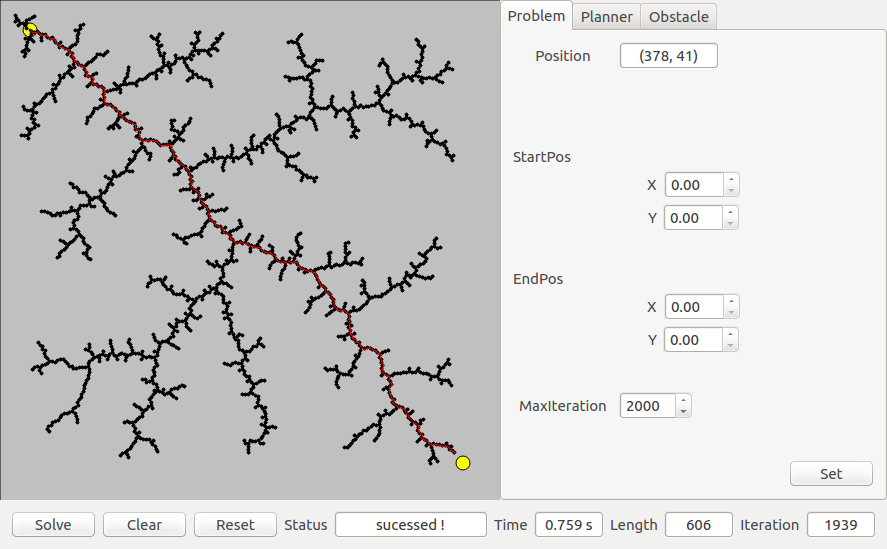 Problem Planner Obstacle
Position (378, 41)
StartPos
X 0.00
Y 0.00
EndPos
X 0.00
Y 0.00
MaxIteration 2000
Set
Solve Clear Reset Status sucessed ! Time 0.759 s Length 606 Iteration 1939